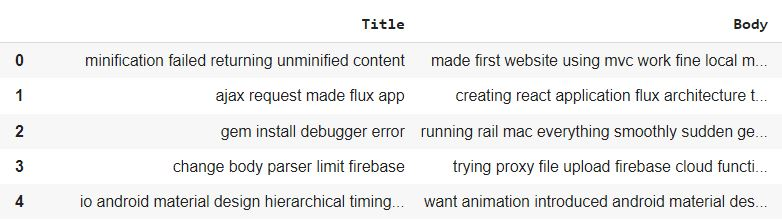 Title Body
0 minification failed returning unminified content made first website using mvc work fine local m...
1 ajax request made flux app creating react application flux architecture t...
2 gem install debugger error running rail mac everything smoothly sudden ge...
3 change body parser limit firebase trying proxy file upload firebase cloud functi...
4 io android material design hierarchical timing... want animation introduced android material des...